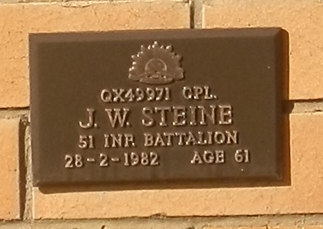 QX49971 CPL.
J. W. STEINE
51 INF. BATTALION
28-2-1982 AGE 61